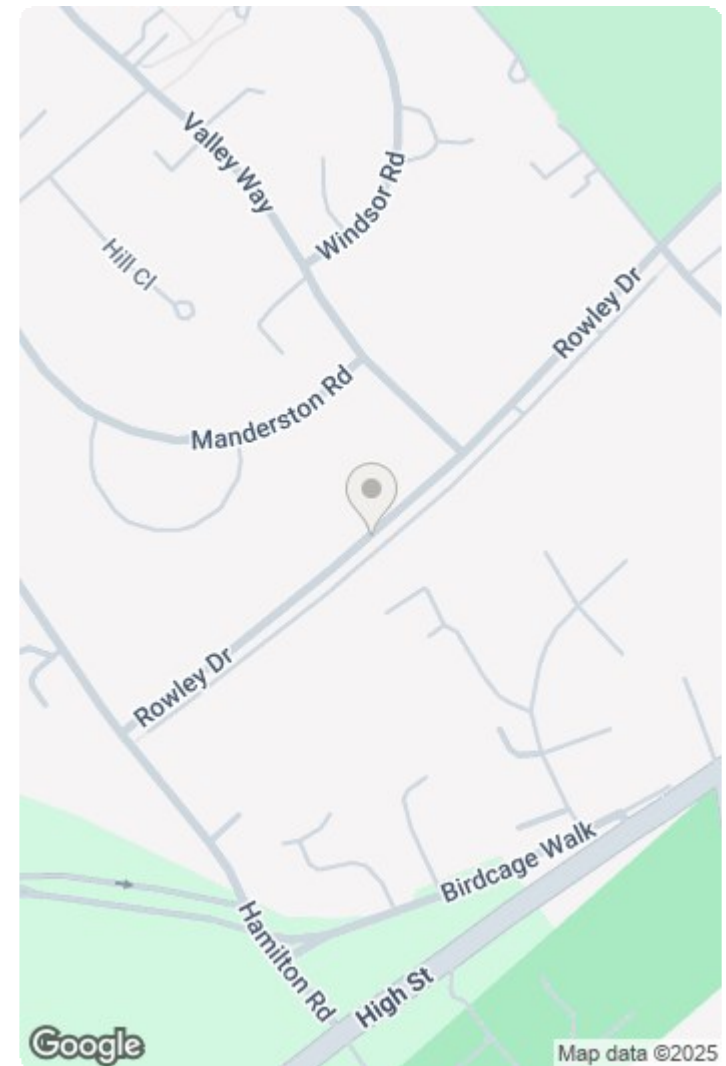 Valley Way
Windsor Rd
Hill Cl
Rowley Dr
Manderston Rd
Rowley Dr
Birdcage Walk
Hamilton Rd
High St
Google
Map data ©2025